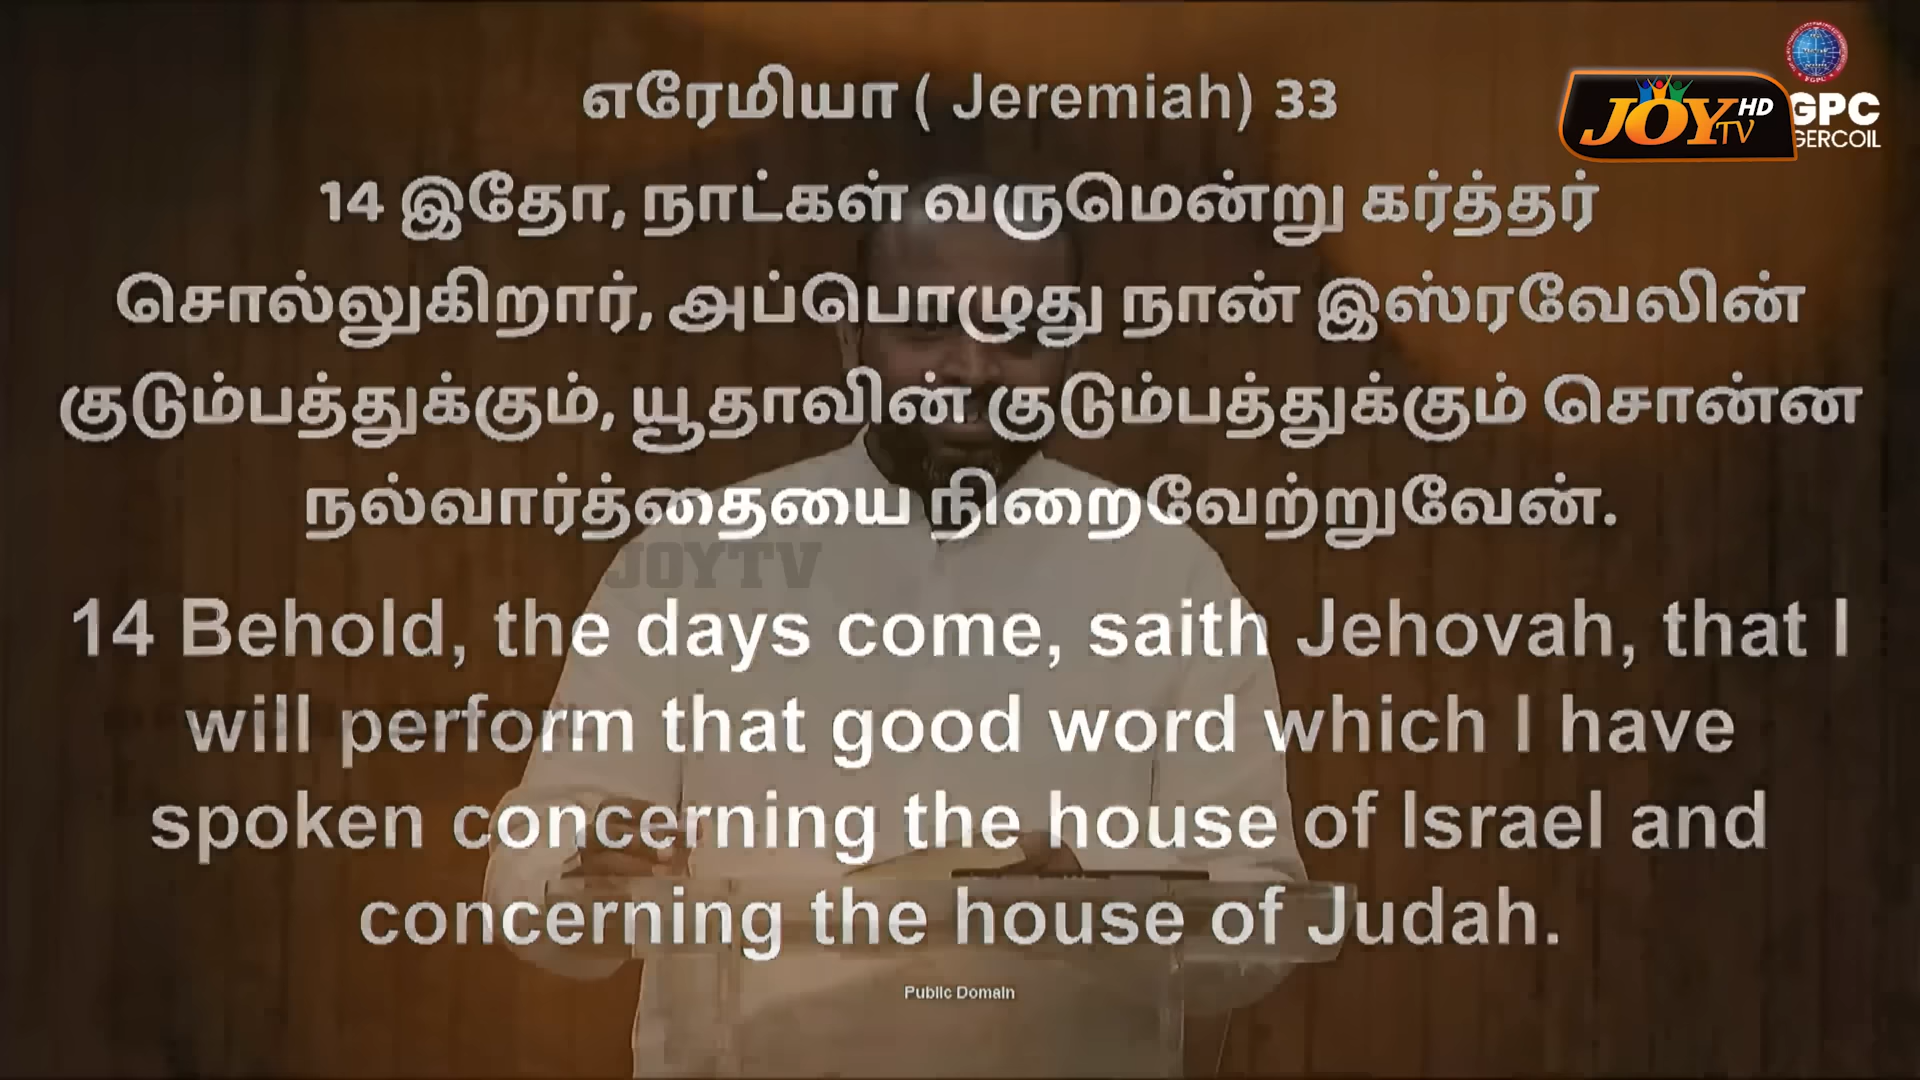 எரேமியா ( Jeremiah) 33
JOY TV HD
GPC
GERCOIL
14 இதோ, நாட்கள் வருமென்று கர்த்தர்
சொல்லுகிறார், அப்பொழுது நான் இஸ்ரவேலின்
குடும்பத்துக்கும், யூதாவின் குடும்பத்துக்கும் சொன்ன
நல்வார்த்தையை நிறைவேற்றுவேன்.
JOYTV
14 Behold, the days come, saith Jehovah, that I
will perform that good word which I have
spoken concerning the house of Israel and
concerning the house of Judah.
Public Domain